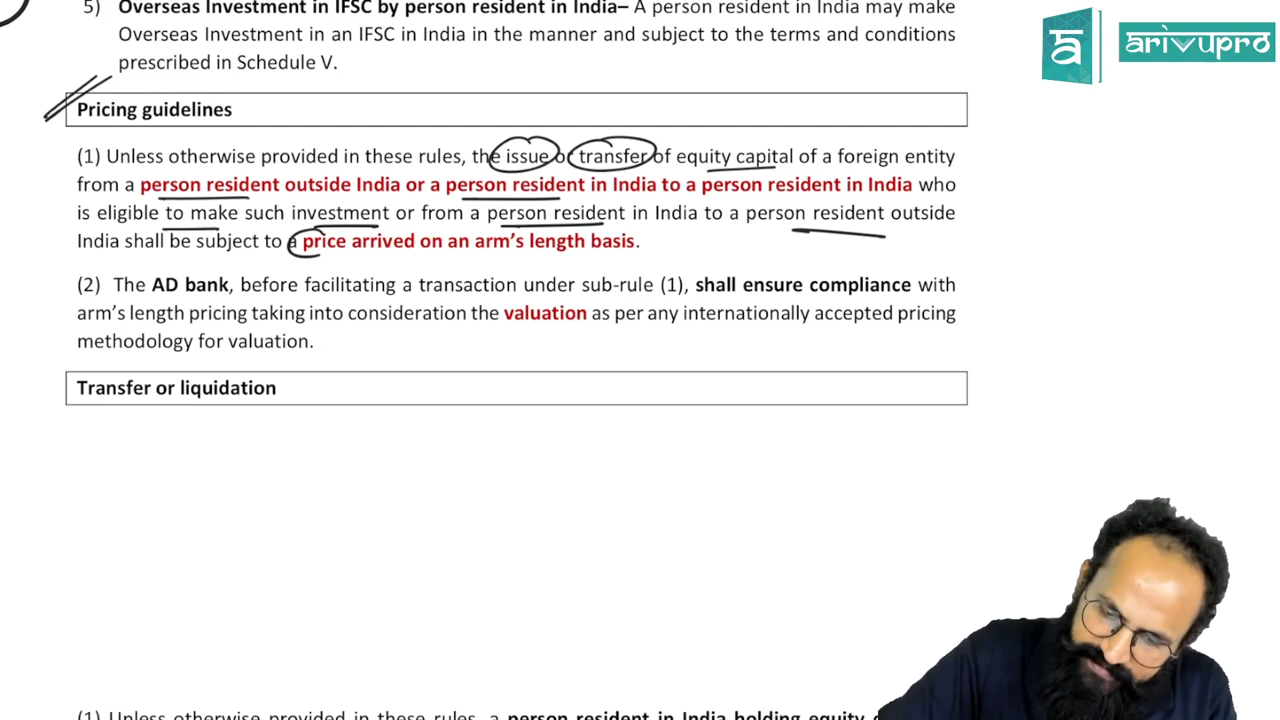 5) Overseas Investment in IFSC by person resident in India– A person resident in India may make
Overseas Investment in an IFSC in India in the manner and subject to the terms and conditions
prescribed in Schedule V.
ā arivupro
Pricing guidelines
(1) Unless otherwise provided in these rules, the issue or transfer of equity capital of a foreign entity
from a person resident outside India or a person resident in India to a person resident in India who
is eligible to make such investment or from a person resident in India to a person resident outside
India shall be subject to a price arrived on an arm's length basis.
(2) The AD bank, before facilitating a transaction under sub-rule (1), shall ensure compliance with
arm's length pricing taking into consideration the valuation as per any internationally accepted pricing
methodology for valuation.
Transfer or liquidation
(1) Unless otherwise provided in these rules, a person resident in India holding equity